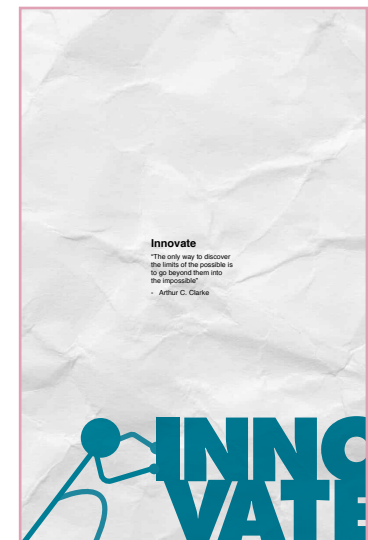 Innovate
"The only way to discover
the limits of the possible is
to go beyond them into
the impossible"
- Arthur C. Clarke
INNO
VATE